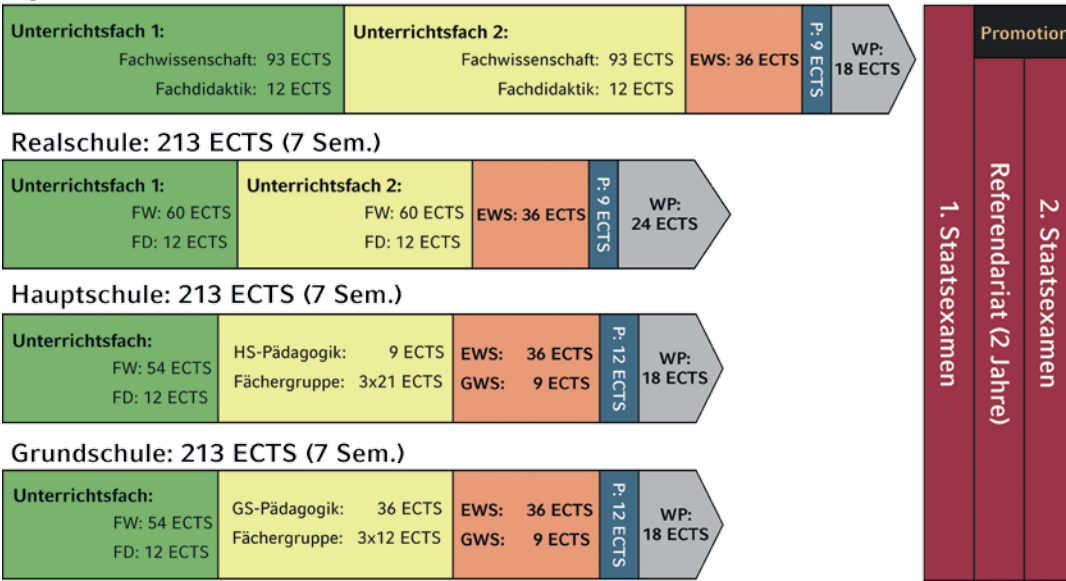 Unterrichtsfach 1:
Fachwissenschaft: 93 ECTS
Fachdidaktik: 12 ECTS
Unterrichtsfach 2:
Fachwissenschaft: 93 ECTS
Fachdidaktik: 12 ECTS
EWS: 36 ECTS
P: 9 ECTS
WP:
18 ECTS
Realschule: 213 ECTS (7 Sem.)
Unterrichtsfach 1:
FW: 60 ECTS
FD: 12 ECTS
Unterrichtsfach 2:
FW: 60 ECTS
FD: 12 ECTS
EWS: 36 ECTS
P: 9 ECTS
WP:
24 ECTS
Hauptschule: 213 ECTS (7 Sem.)
Unterrichtsfach:
FW: 54 ECTS
FD: 12 ECTS
HS-Pädagogik: 9 ECTS
Fächergruppe: 3x21 ECTS
EWS: 36 ECTS
GWS: 9 ECTS
P: 12 ECTS
WP:
18 ECTS
Grundschule: 213 ECTS (7 Sem.)
Unterrichtsfach:
FW: 54 ECTS
FD: 12 ECTS
GS-Pädagogik: 36 ECTS
Fächergruppe: 3x12 ECTS
EWS: 36 ECTS
GWS: 9 ECTS
P: 12 ECTS
WP:
18 ECTS
1. Staatsexamen
Promotion
Referendariat (2 Jahre)
2. Staatsexamen